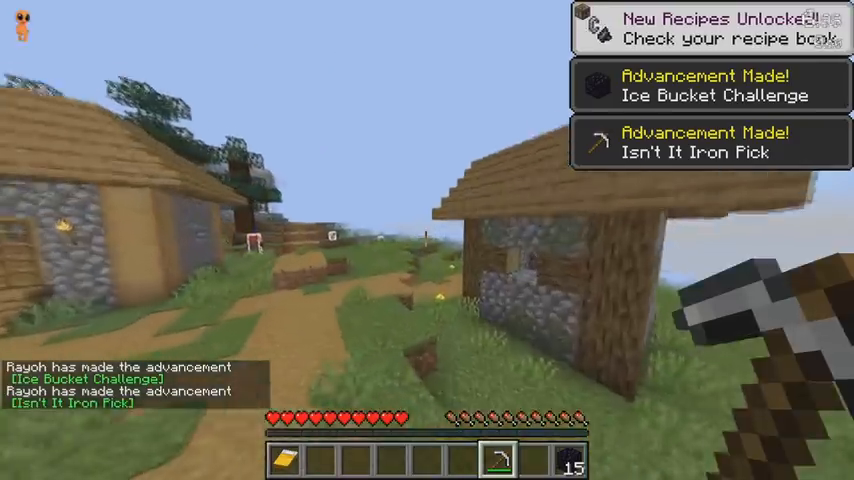 New Recipes Unlocked!
Check your recipe book
Advancement Made!
Ice Bucket Challenge
Advancement Made!
Isn't It Iron Pick
Rayoh has made the advancement
[Ice Bucket Challenge]
Rayoh has made the advancement
[Isn't It Iron Pick]
15